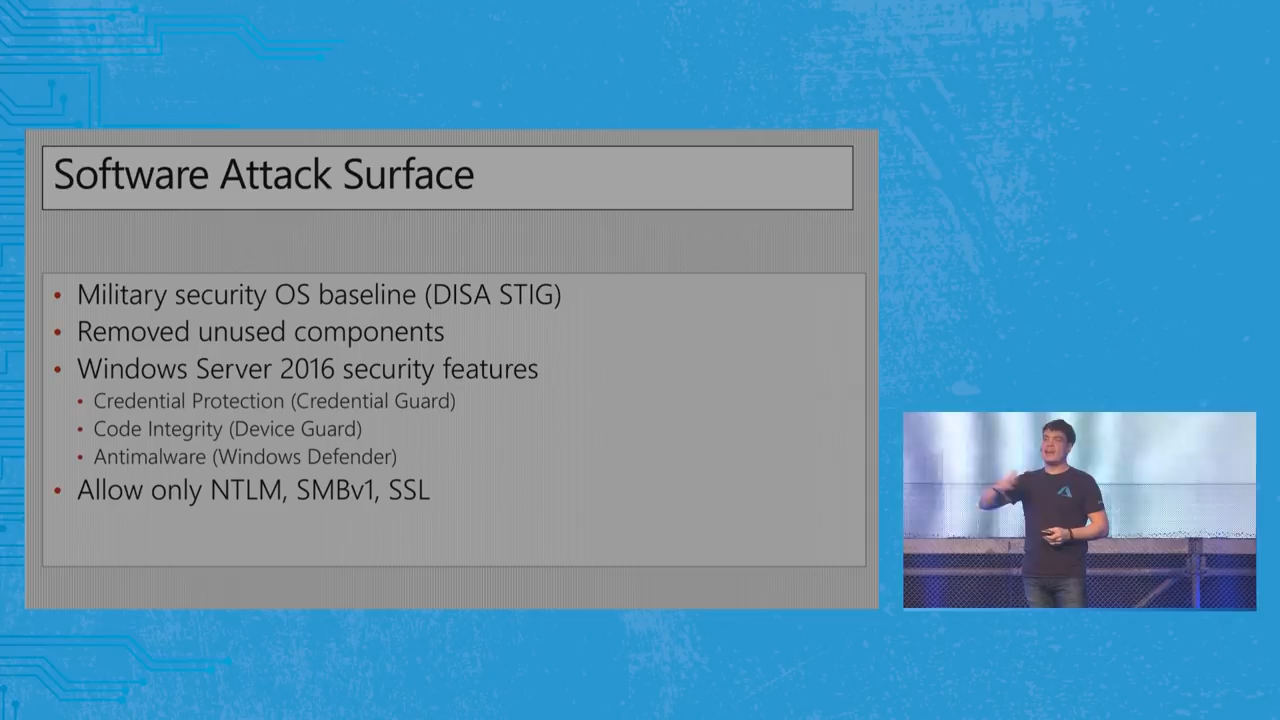 Software Attack Surface
• Military security OS baseline (DISA STIG)
• Removed unused components
• Windows Server 2016 security features
• Credential Protection (Credential Guard)
• Code Integrity (Device Guard)
• Antimalware (Windows Defender)
• Allow only NTLM, SMBv1, SSL